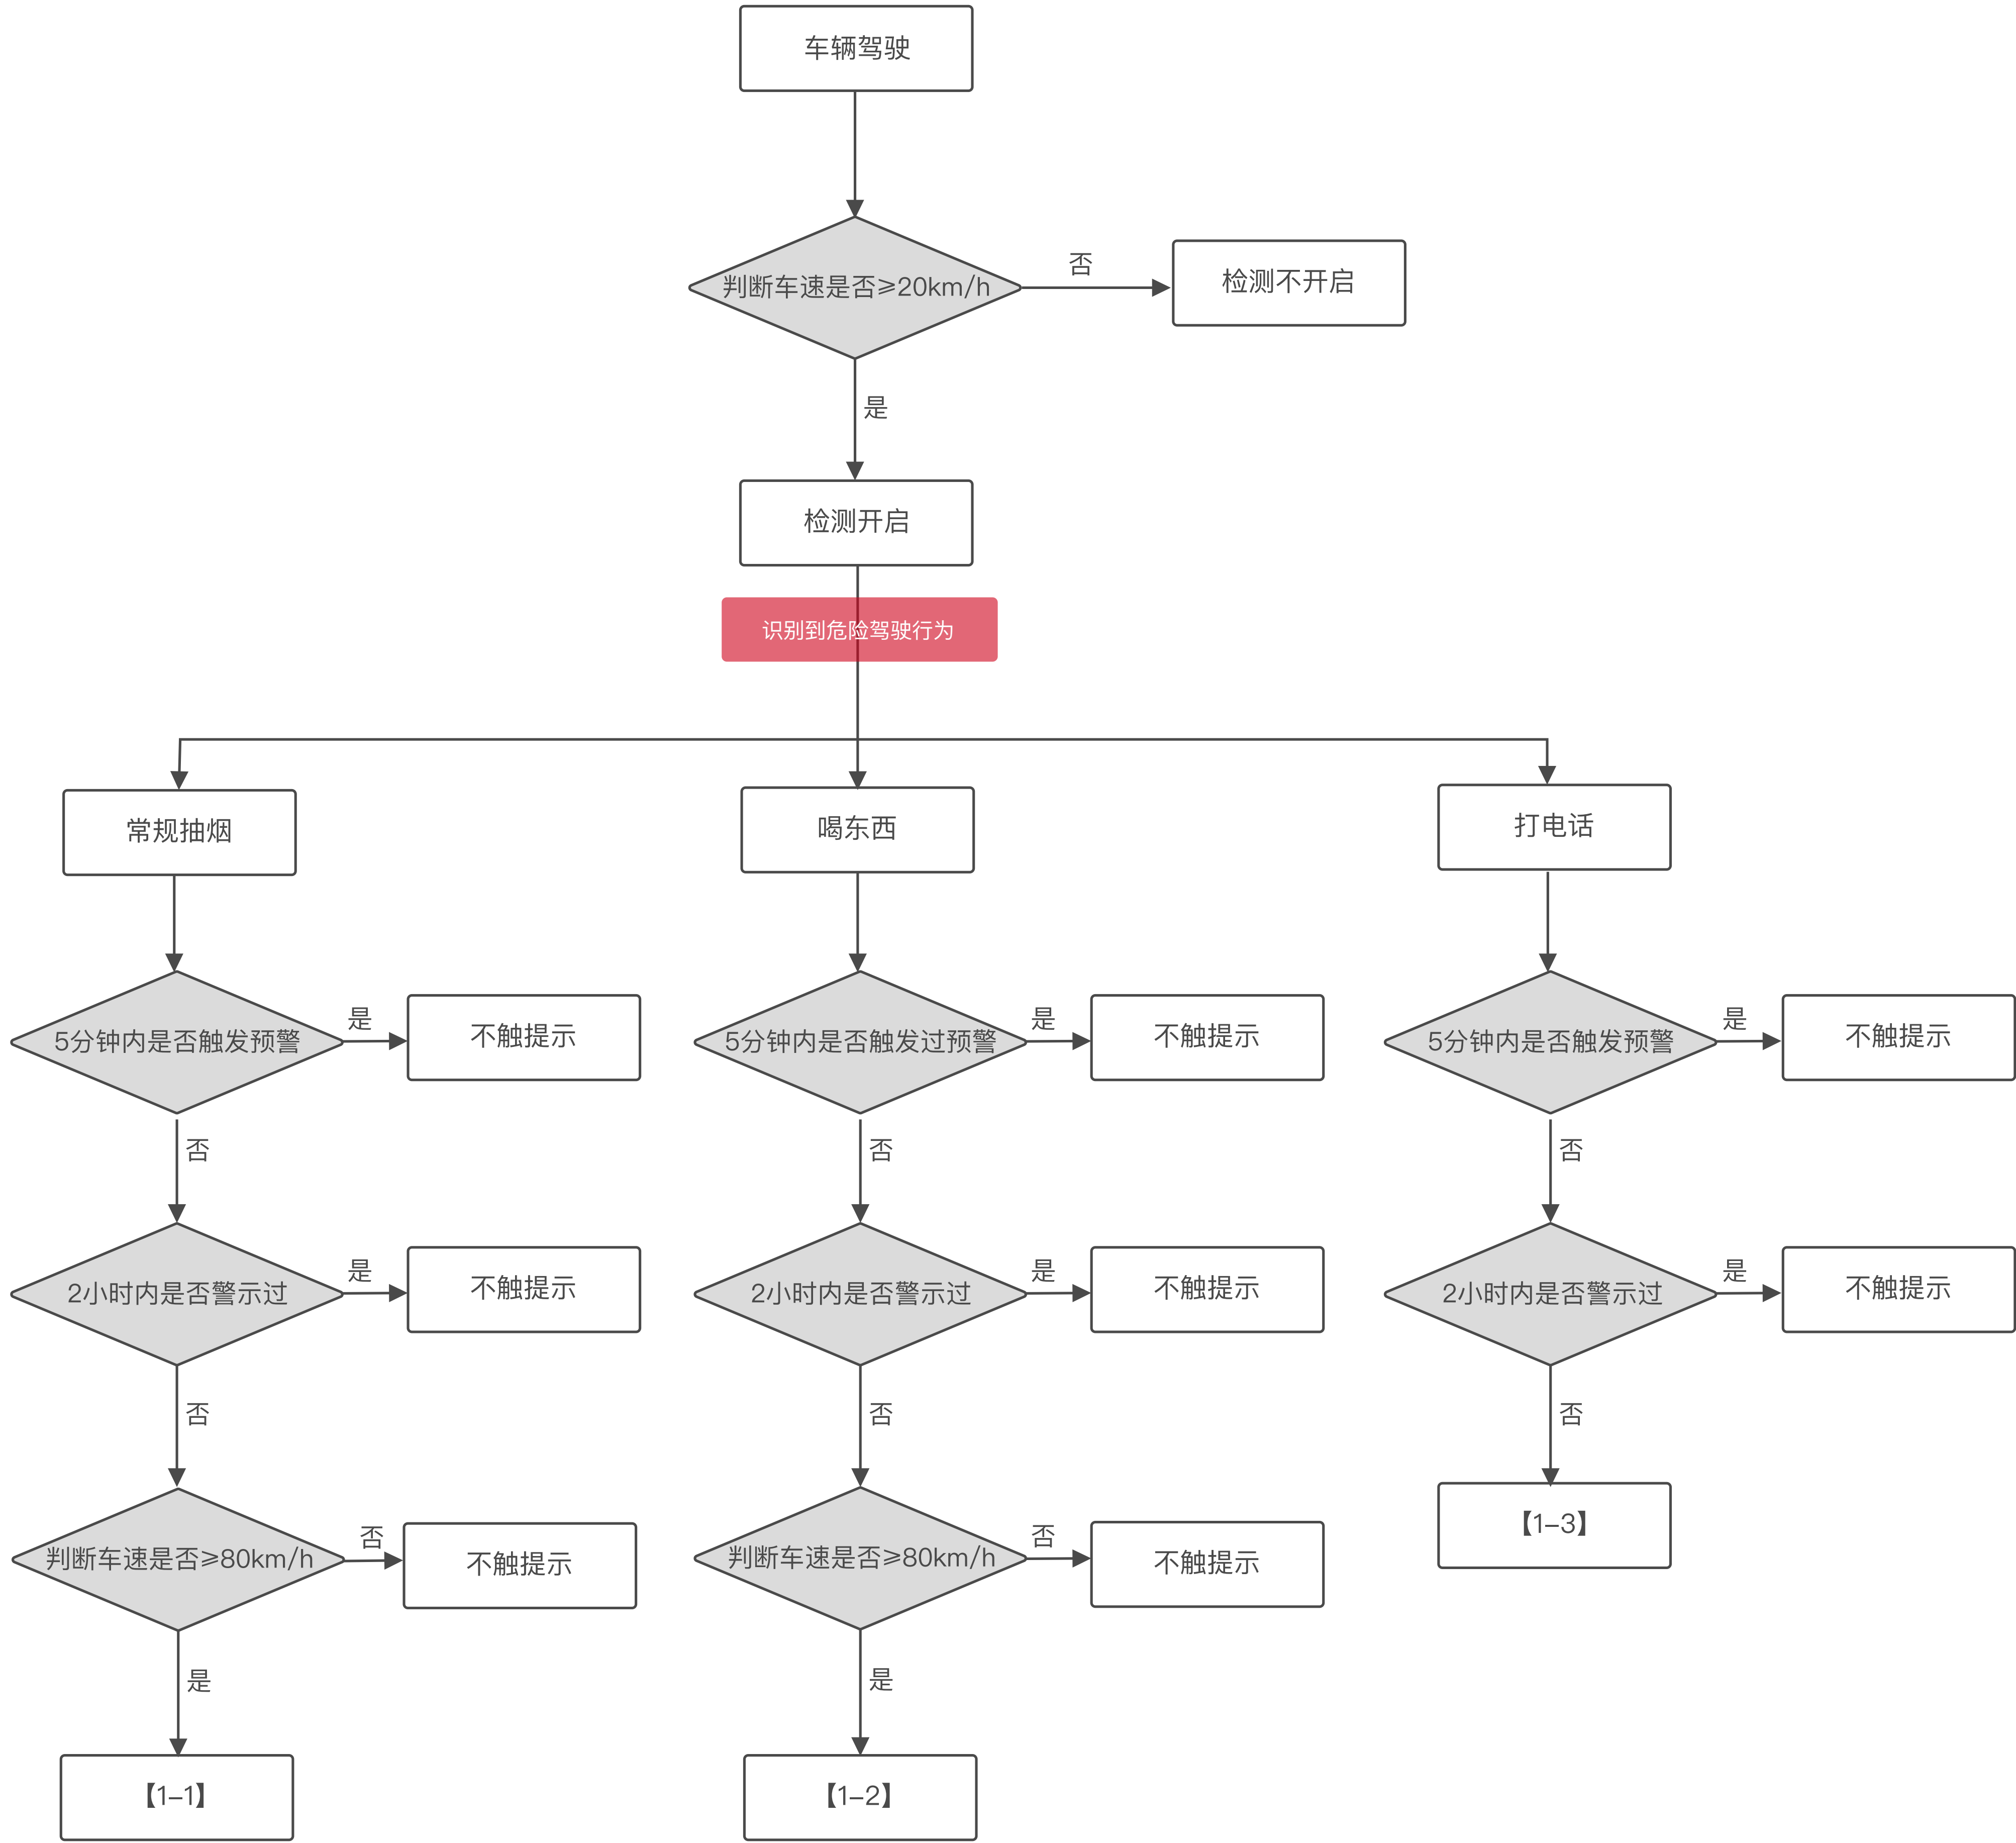 车辆驾驶
判断车速是否≥20km/h
否
检测不开启
是
检测开启
识别到危险驾驶行为
常规抽烟
喝东西
打电话
5分钟内是否触发预警
是
不触提示
5分钟内是否触发过预警
是
不触提示
5分钟内是否触发预警
是
不触提示
否
否
否
2小时内是否警示过
是
不触提示
2小时内是否警示过
是
不触提示
2小时内是否警示过
是
不触提示
否
否
否
判断车速是否≥80km/h
否
不触提示
判断车速是否≥80km/h
否
不触提示
【1-3】
是
是
【1-1】
【1-2】